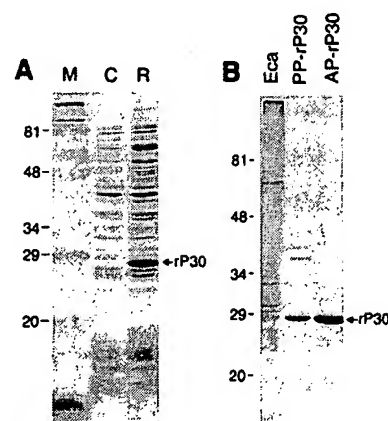 A
M C R
81-
48-
34-
29-
20-
←rP30
B
Eca
PP-rP30
AP-rP30
81-
48-
34-
29-
20-
←rP30